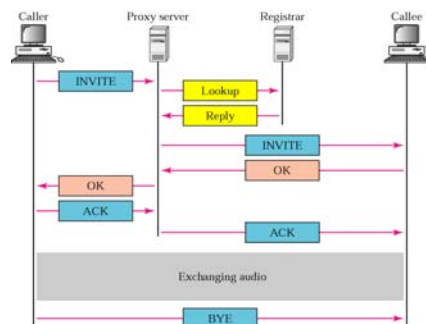 Caller Proxy server Registrar Callee
INVITE
Lookup
Reply
INVITE
OK
OK
ACK
ACK
Exchanging audio
BYE